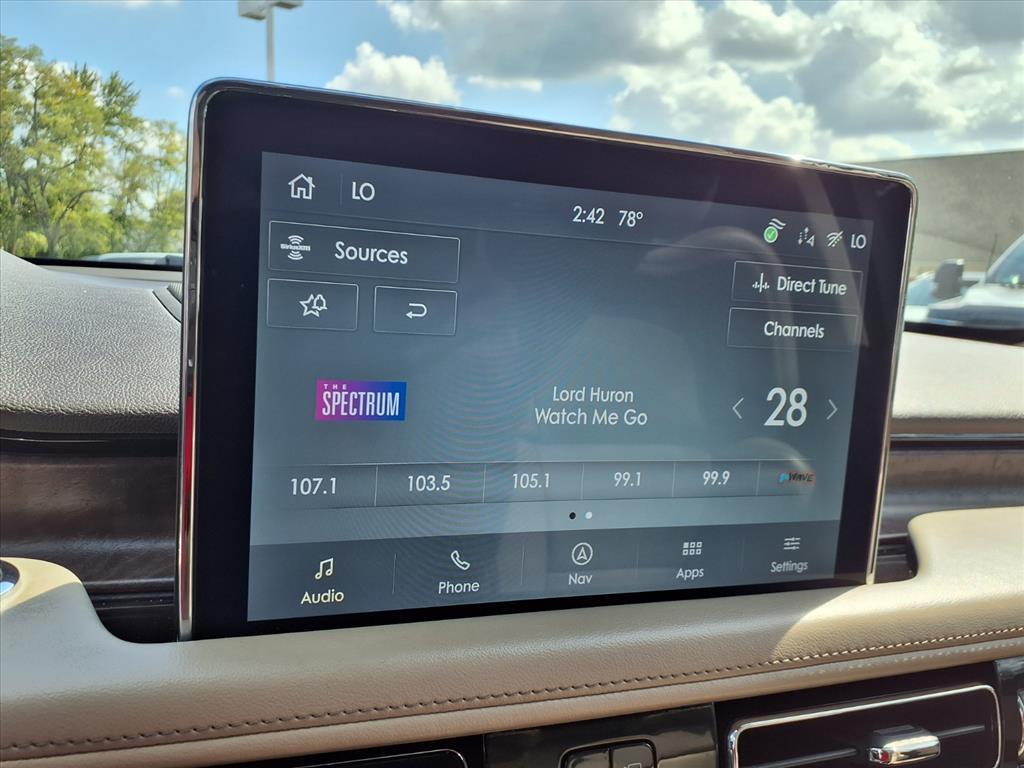 LO
2:42 78°
LO
SiriusXM
Sources
Direct Tune
Channels
THE
SPECTRUM
Lord Huron
Watch Me Go
28
107.1 103.5 105.1 99.1 99.9
Audio Phone Nav Apps Settings